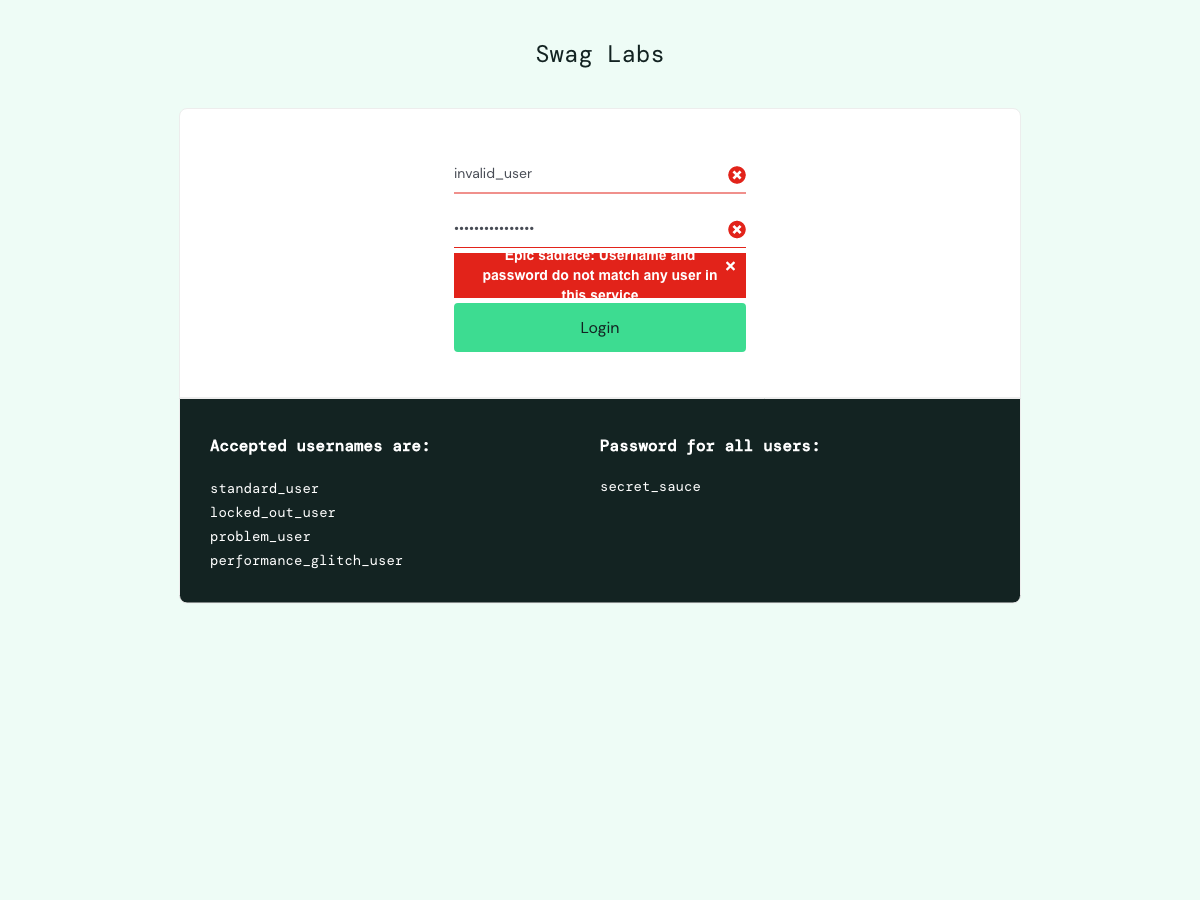 Swag Labs
invalid_user
••••••••••••••••
Epic sadface: Username and
password do not match any user in
this service
Login
Accepted usernames are:
standard_user
locked_out_user
problem_user
performance_glitch_user
Password for all users:
secret_sauce